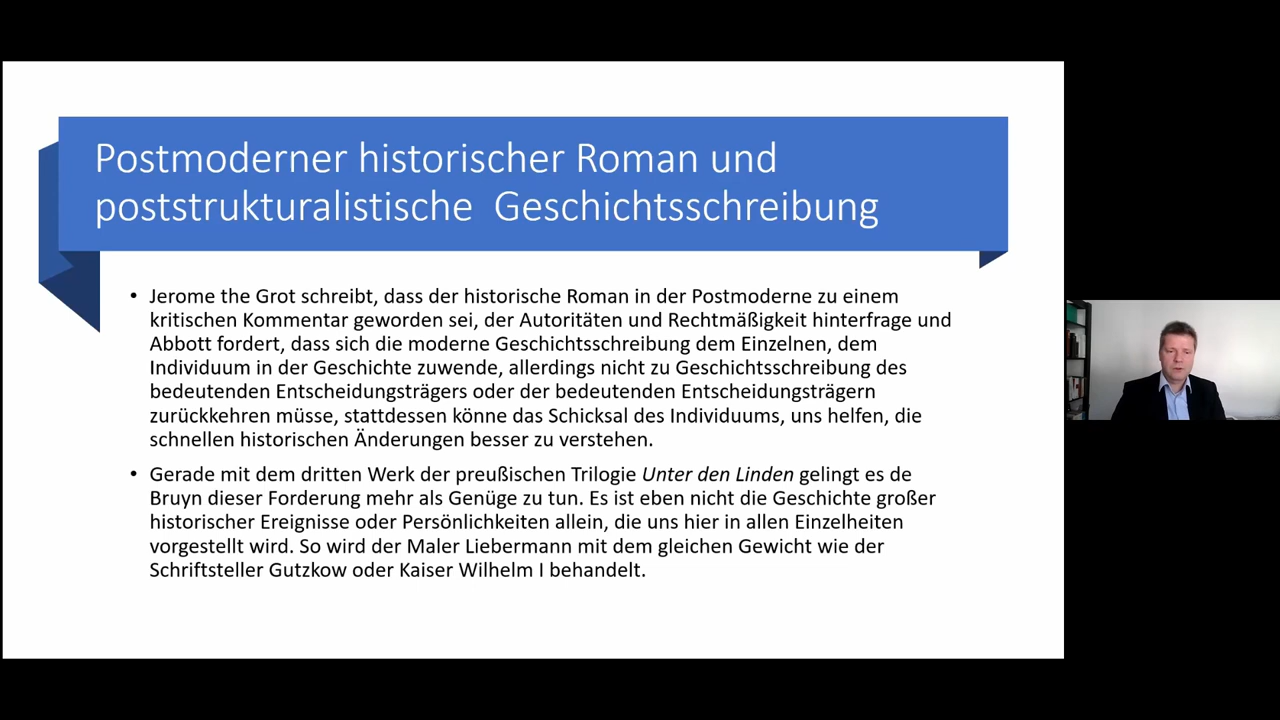 Postmoderner historischer Roman und
poststrukturalistische Geschichtsschreibung
• Jerome the Grot schreibt, dass der historische Roman in der Postmoderne zu einem
kritischen Kommentar geworden sei, der Autoritäten und Rechtmäßigkeit hinterfrage und
Abbott fordert, dass sich die moderne Geschichtsschreibung dem Einzelnen, dem
Individuum in der Geschichte zuwende, allerdings nicht zu Geschichtsschreibung des
bedeutenden Entscheidungsträgers oder der bedeutenden Entscheidungsträgern
zurückkehren müsse, stattdessen könne das Schicksal des Individuums, uns helfen, die
schnellen historischen Änderungen besser zu verstehen.
• Gerade mit dem dritten Werk der preußischen Trilogie Unter den Linden gelingt es de
Bruyn dieser Forderung mehr als Genüge zu tun. Es ist eben nicht die Geschichte großer
historischer Ereignisse oder Persönlichkeiten allein, die uns hier in allen Einzelheiten
vorgestellt wird. So wird der Maler Liebermann mit dem gleichen Gewicht wie der
Schriftsteller Gutzkow oder Kaiser Wilhelm I behandelt.